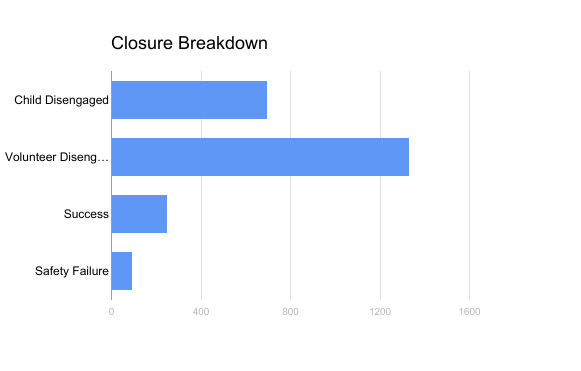 Closure Breakdown
Child Disengaged
Volunteer Diseng…
Success
Safety Failure
0 400 800 1200 1600